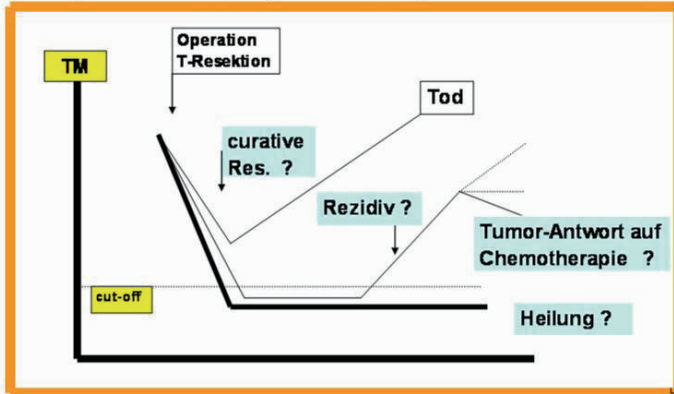 Operation
T-Resektion
TM
Tod
curative
Res. ?
Rezidiv ?
Tumor-Antwort auf
Chemotherapie ?
cut-off
Heilung ?